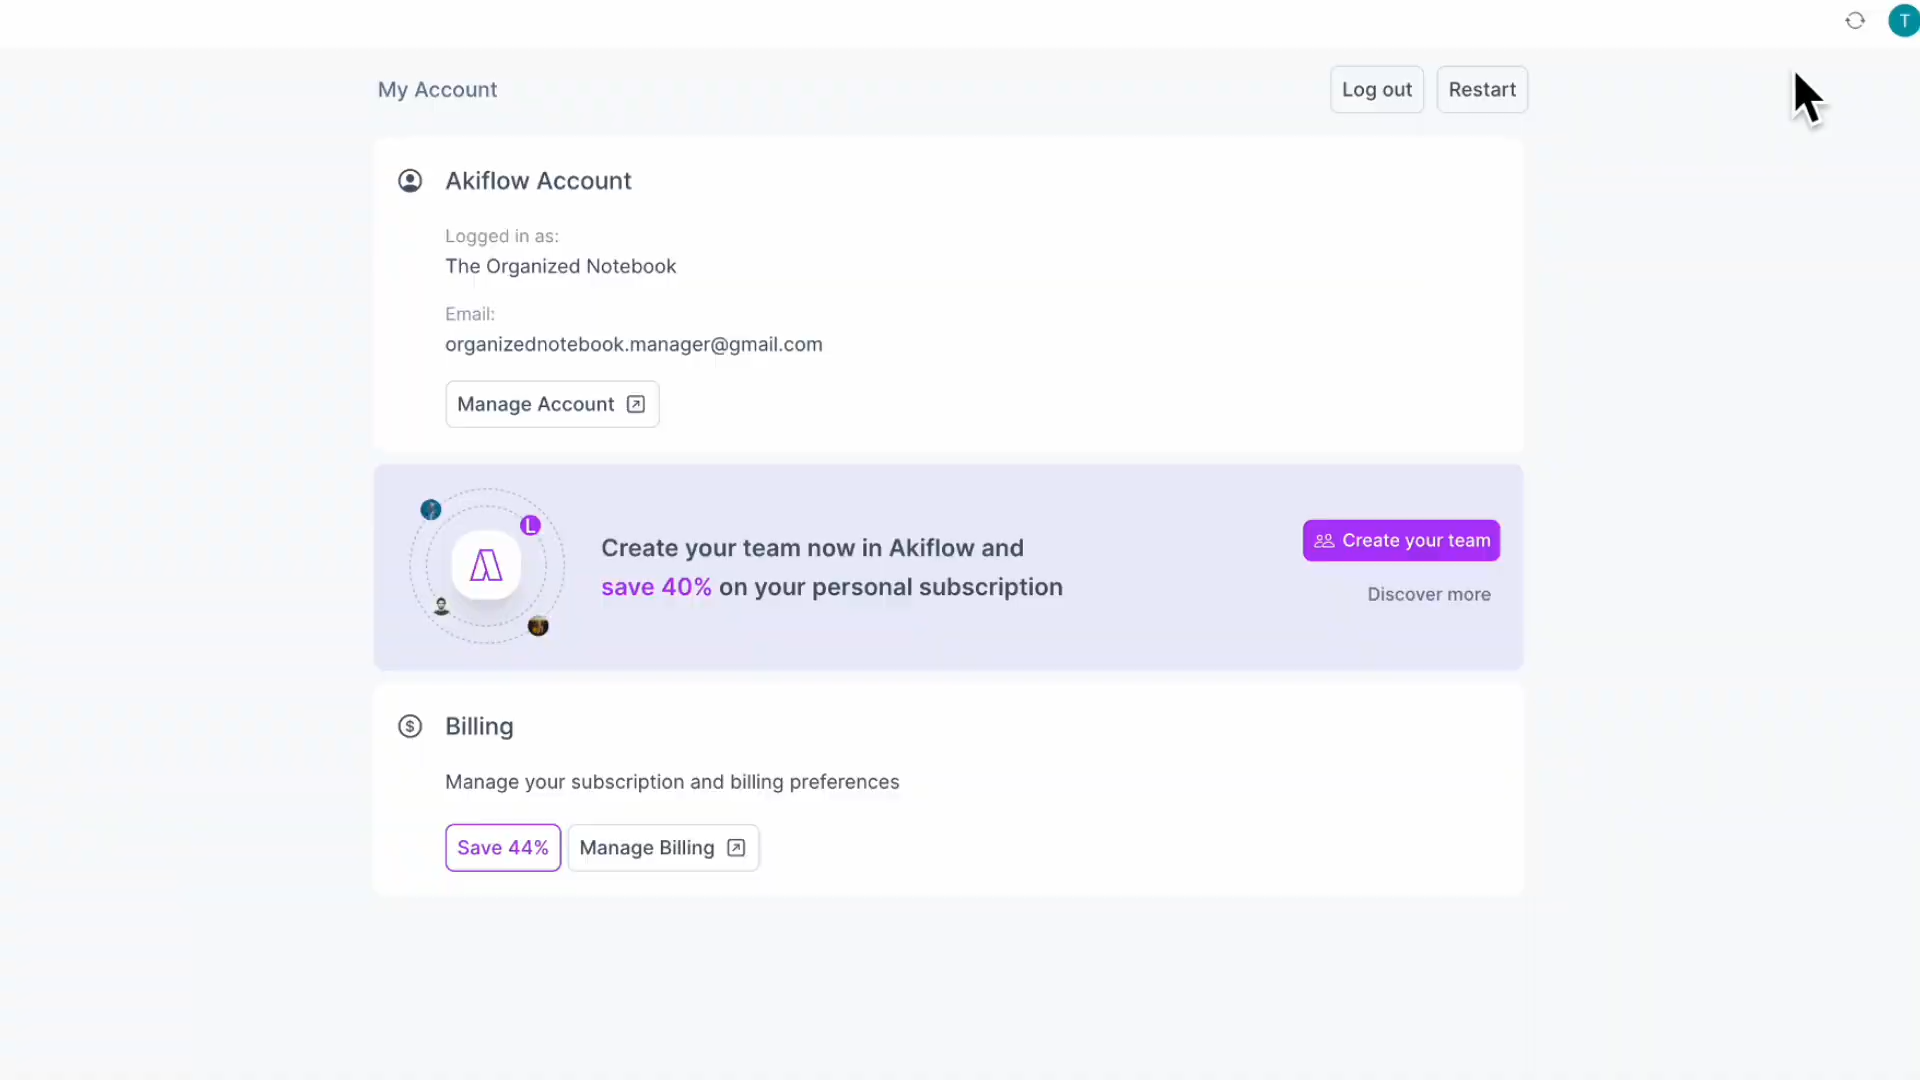 T
My Account
Log out
Restart
Akiflow Account
Logged in as:
The Organized Notebook
Email:
organizednotebook.manager@gmail.com
Manage Account
L
Create your team now in Akiflow and
save 40% on your personal subscription
Create your team
Discover more
$ Billing
Manage your subscription and billing preferences
Save 44%
Manage Billing